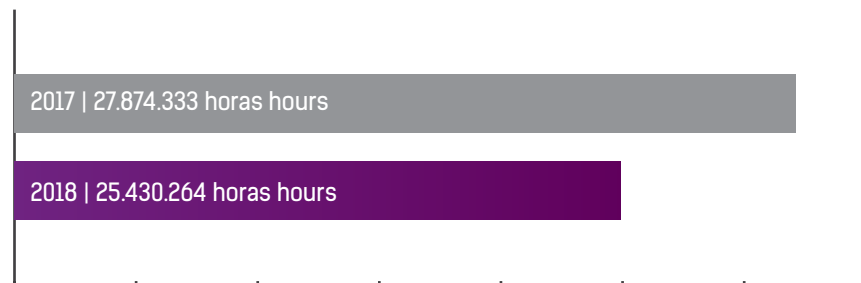 2017 | 27.874.333 horas hours
2018 | 25.430.264 horas hours